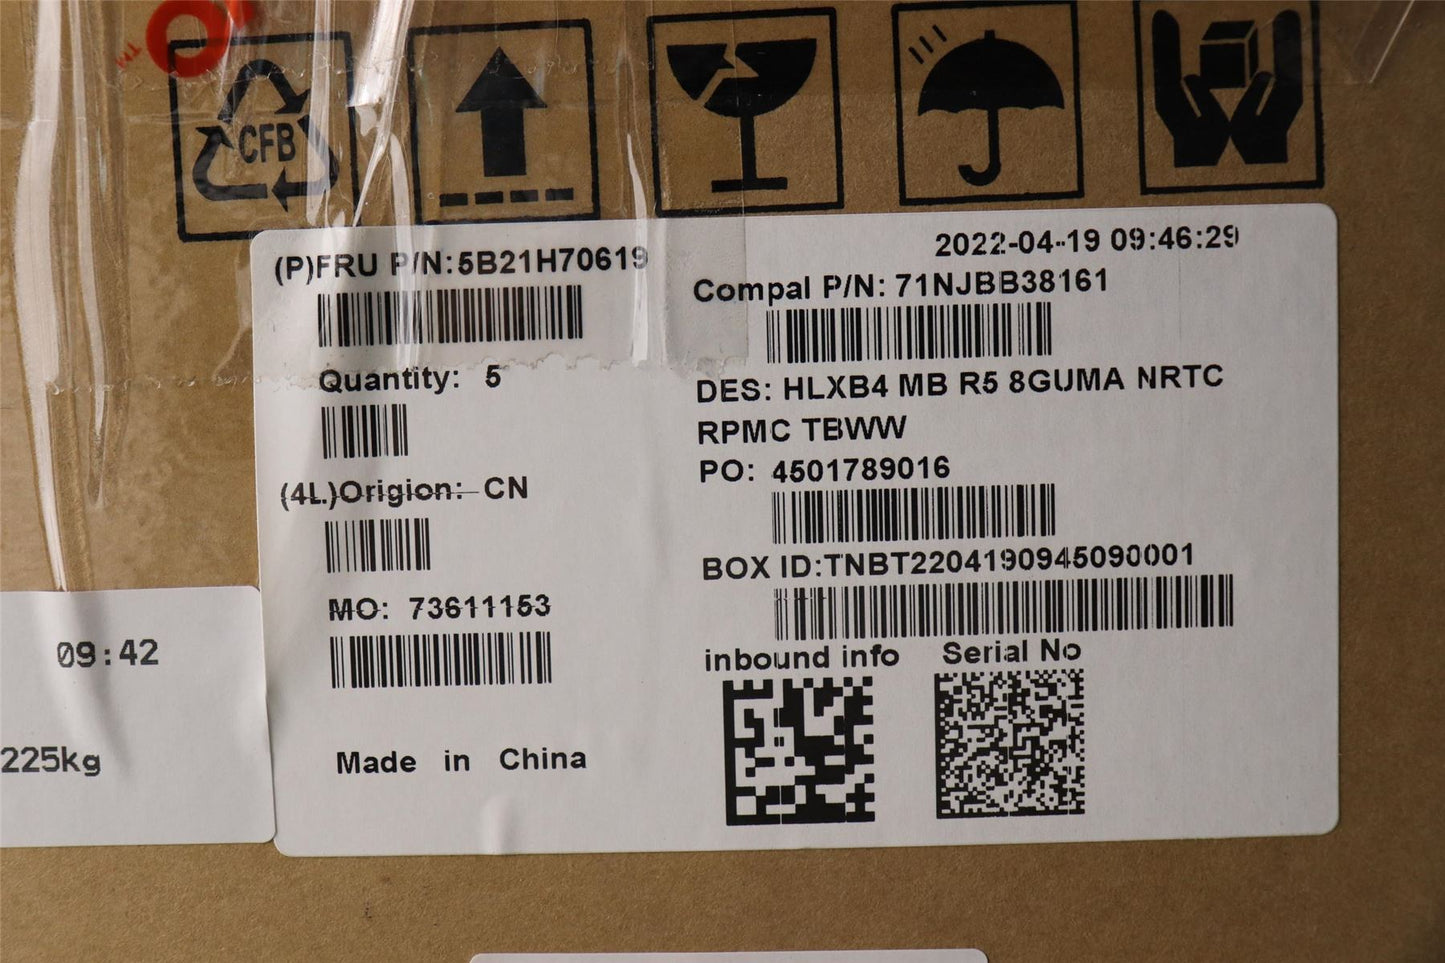 ™
CFB
(P)FRU P/N:5B21H70619
Quantity: 5
(4L)Origion: CN
MO: 73611153
Made in China
2022-04-19 09:46:29
Compal P/N: 71NJBB38161
DES: HLXB4 MB R5 8GUMA NRTC
RPMC TBWW
PO: 4501789016
BOX ID:TNBT2204190945090001
inbound info
Serial No
09:42
225kg